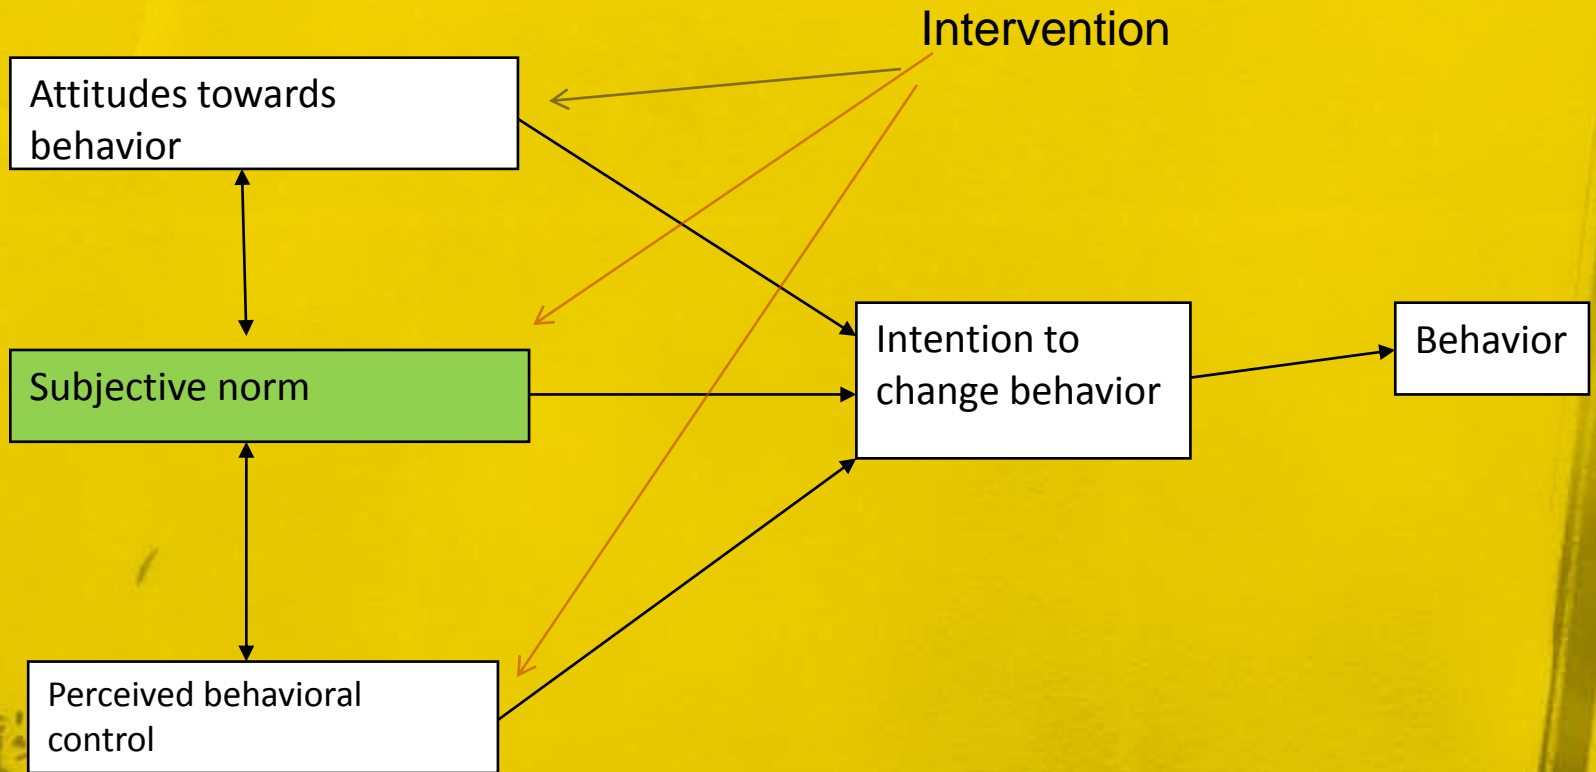 Intervention
Attitudes towards
behavior
Subjective norm
Intention to
change behavior
Behavior
Perceived behavioral
control